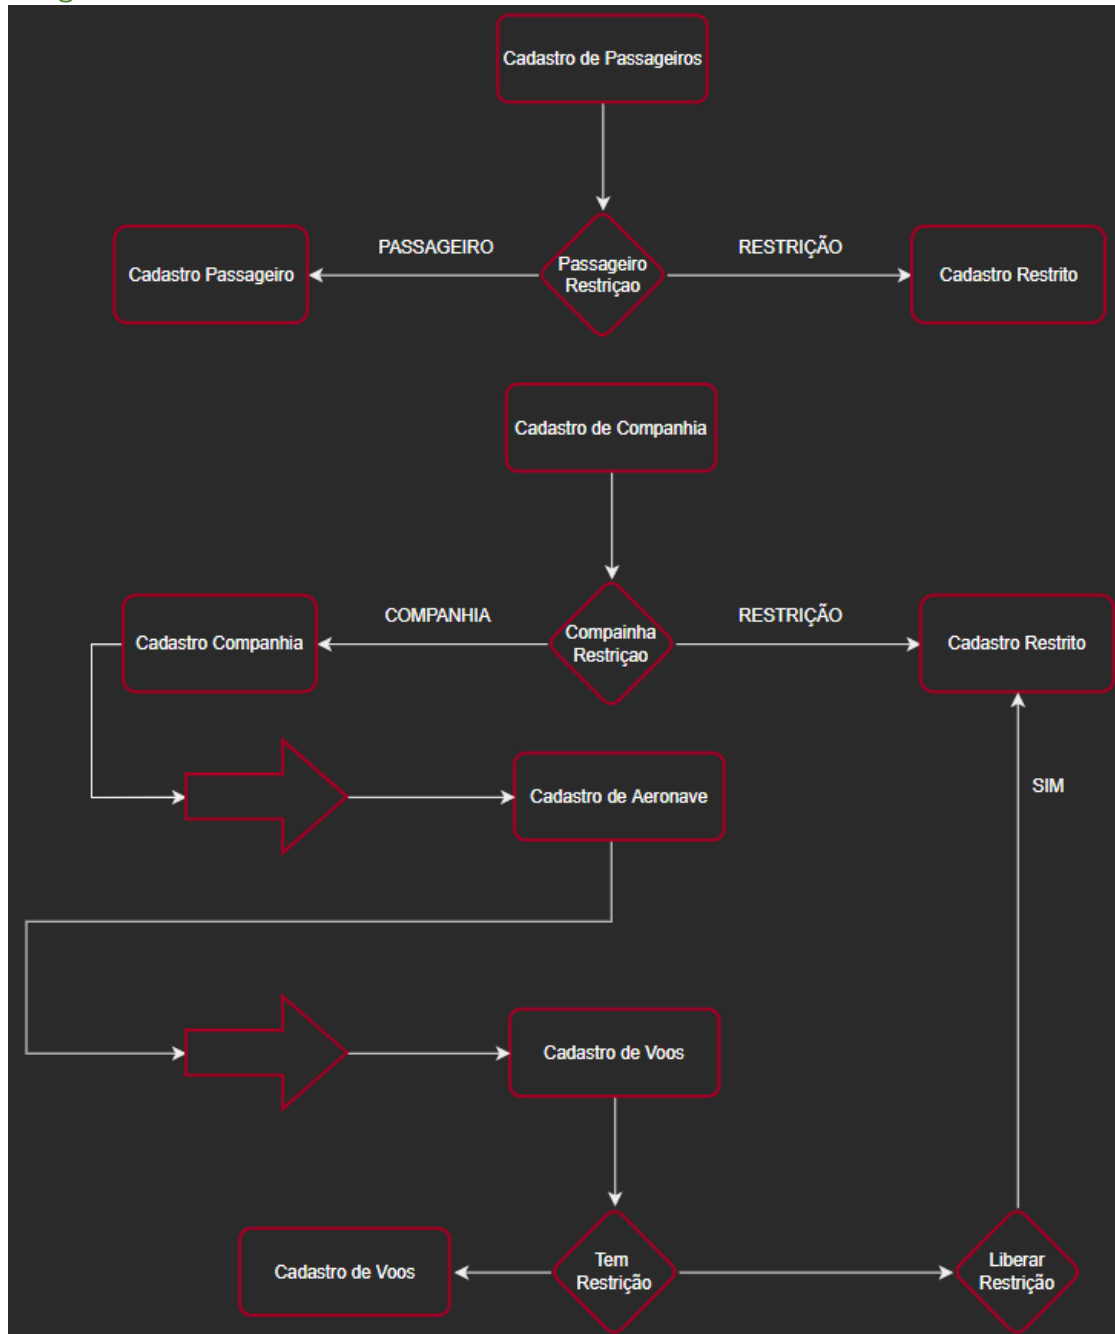 Cadastro de Passageiros
PASSAGEIRO
RESTRIÇÃO
Cadastro Passageiro
Passageiro
Restriçao
Cadastro Restrito
Cadastro de Companhia
COMPANHIA
RESTRIÇÃO
Cadastro Companhia
Compainha
Restriçao
Cadastro Restrito
Cadastro de Aeronave
SIM
Cadastro de Voos
Cadastro de Voos
Tem
Restrição
Liberar
Restrição